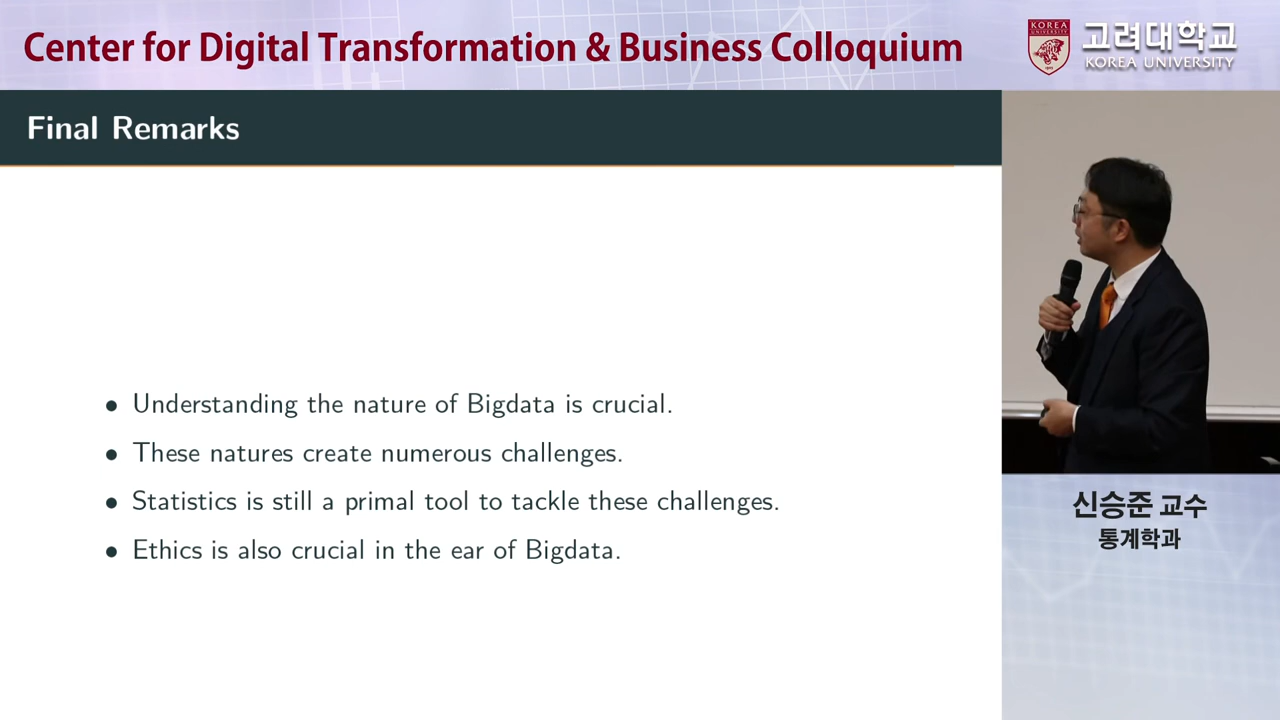 Center for Digital Transformation & Business Colloquium
KOREA
UNIVERSITY
고려대학교
KOREA UNIVERSITY
Final Remarks
• Understanding the nature of Bigdata is crucial.
• These natures create numerous challenges.
• Statistics is still a primal tool to tackle these challenges.
• Ethics is also crucial in the ear of Bigdata.
신승준 교수
통계학과